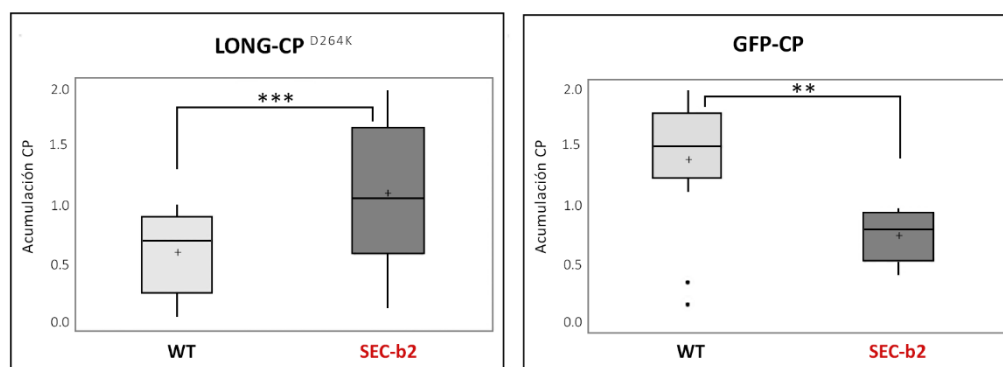 LONG-CP D264K
2.0
***
1.5
Acumulación CP
1.0
0.5
0.0
WT
SEC-b2
GFP-CP
2.0
**
1.5
Acumulación CP
1.0
0.5
0.0
WT
SEC-b2